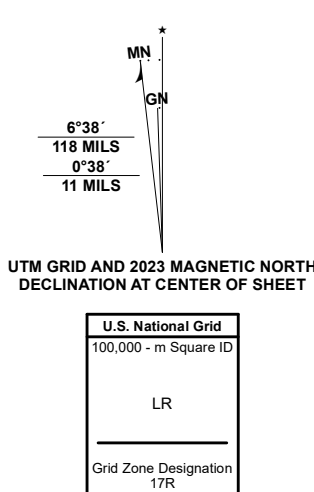 ★
MN
GN
6°38´
118 MILS
0°38´
11 MILS
UTM GRID AND 2023 MAGNETIC NORTH
DECLINATION AT CENTER OF SHEET
U.S. National Grid
100,000 - m Square ID
LR
Grid Zone Designation
17R